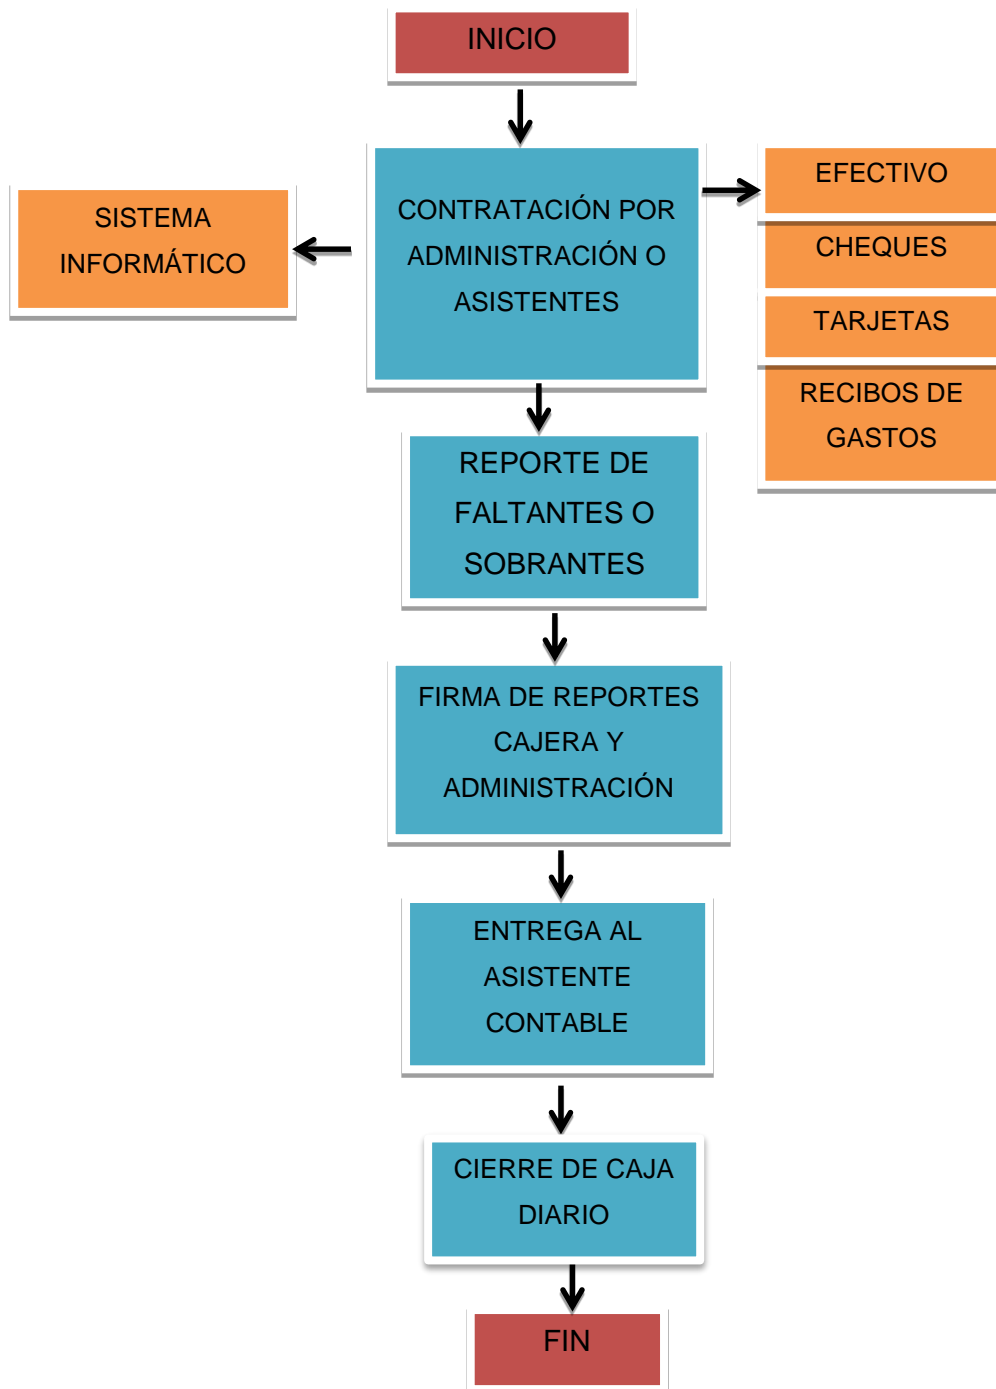 INICIO
CONTRATACIÓN POR
ADMINISTRACIÓN O
ASISTENTES
SISTEMA
INFORMÁTICO
EFECTIVO
CHEQUES
TARJETAS
RECIBOS DE
GASTOS
REPORTE DE
FALTANTES O
SOBRANTES
FIRMA DE REPORTES
CAJERA Y
ADMINISTRACIÓN
ENTREGA AL
ASISTENTE
CONTABLE
CIERRE DE CAJA
DIARIO
FIN